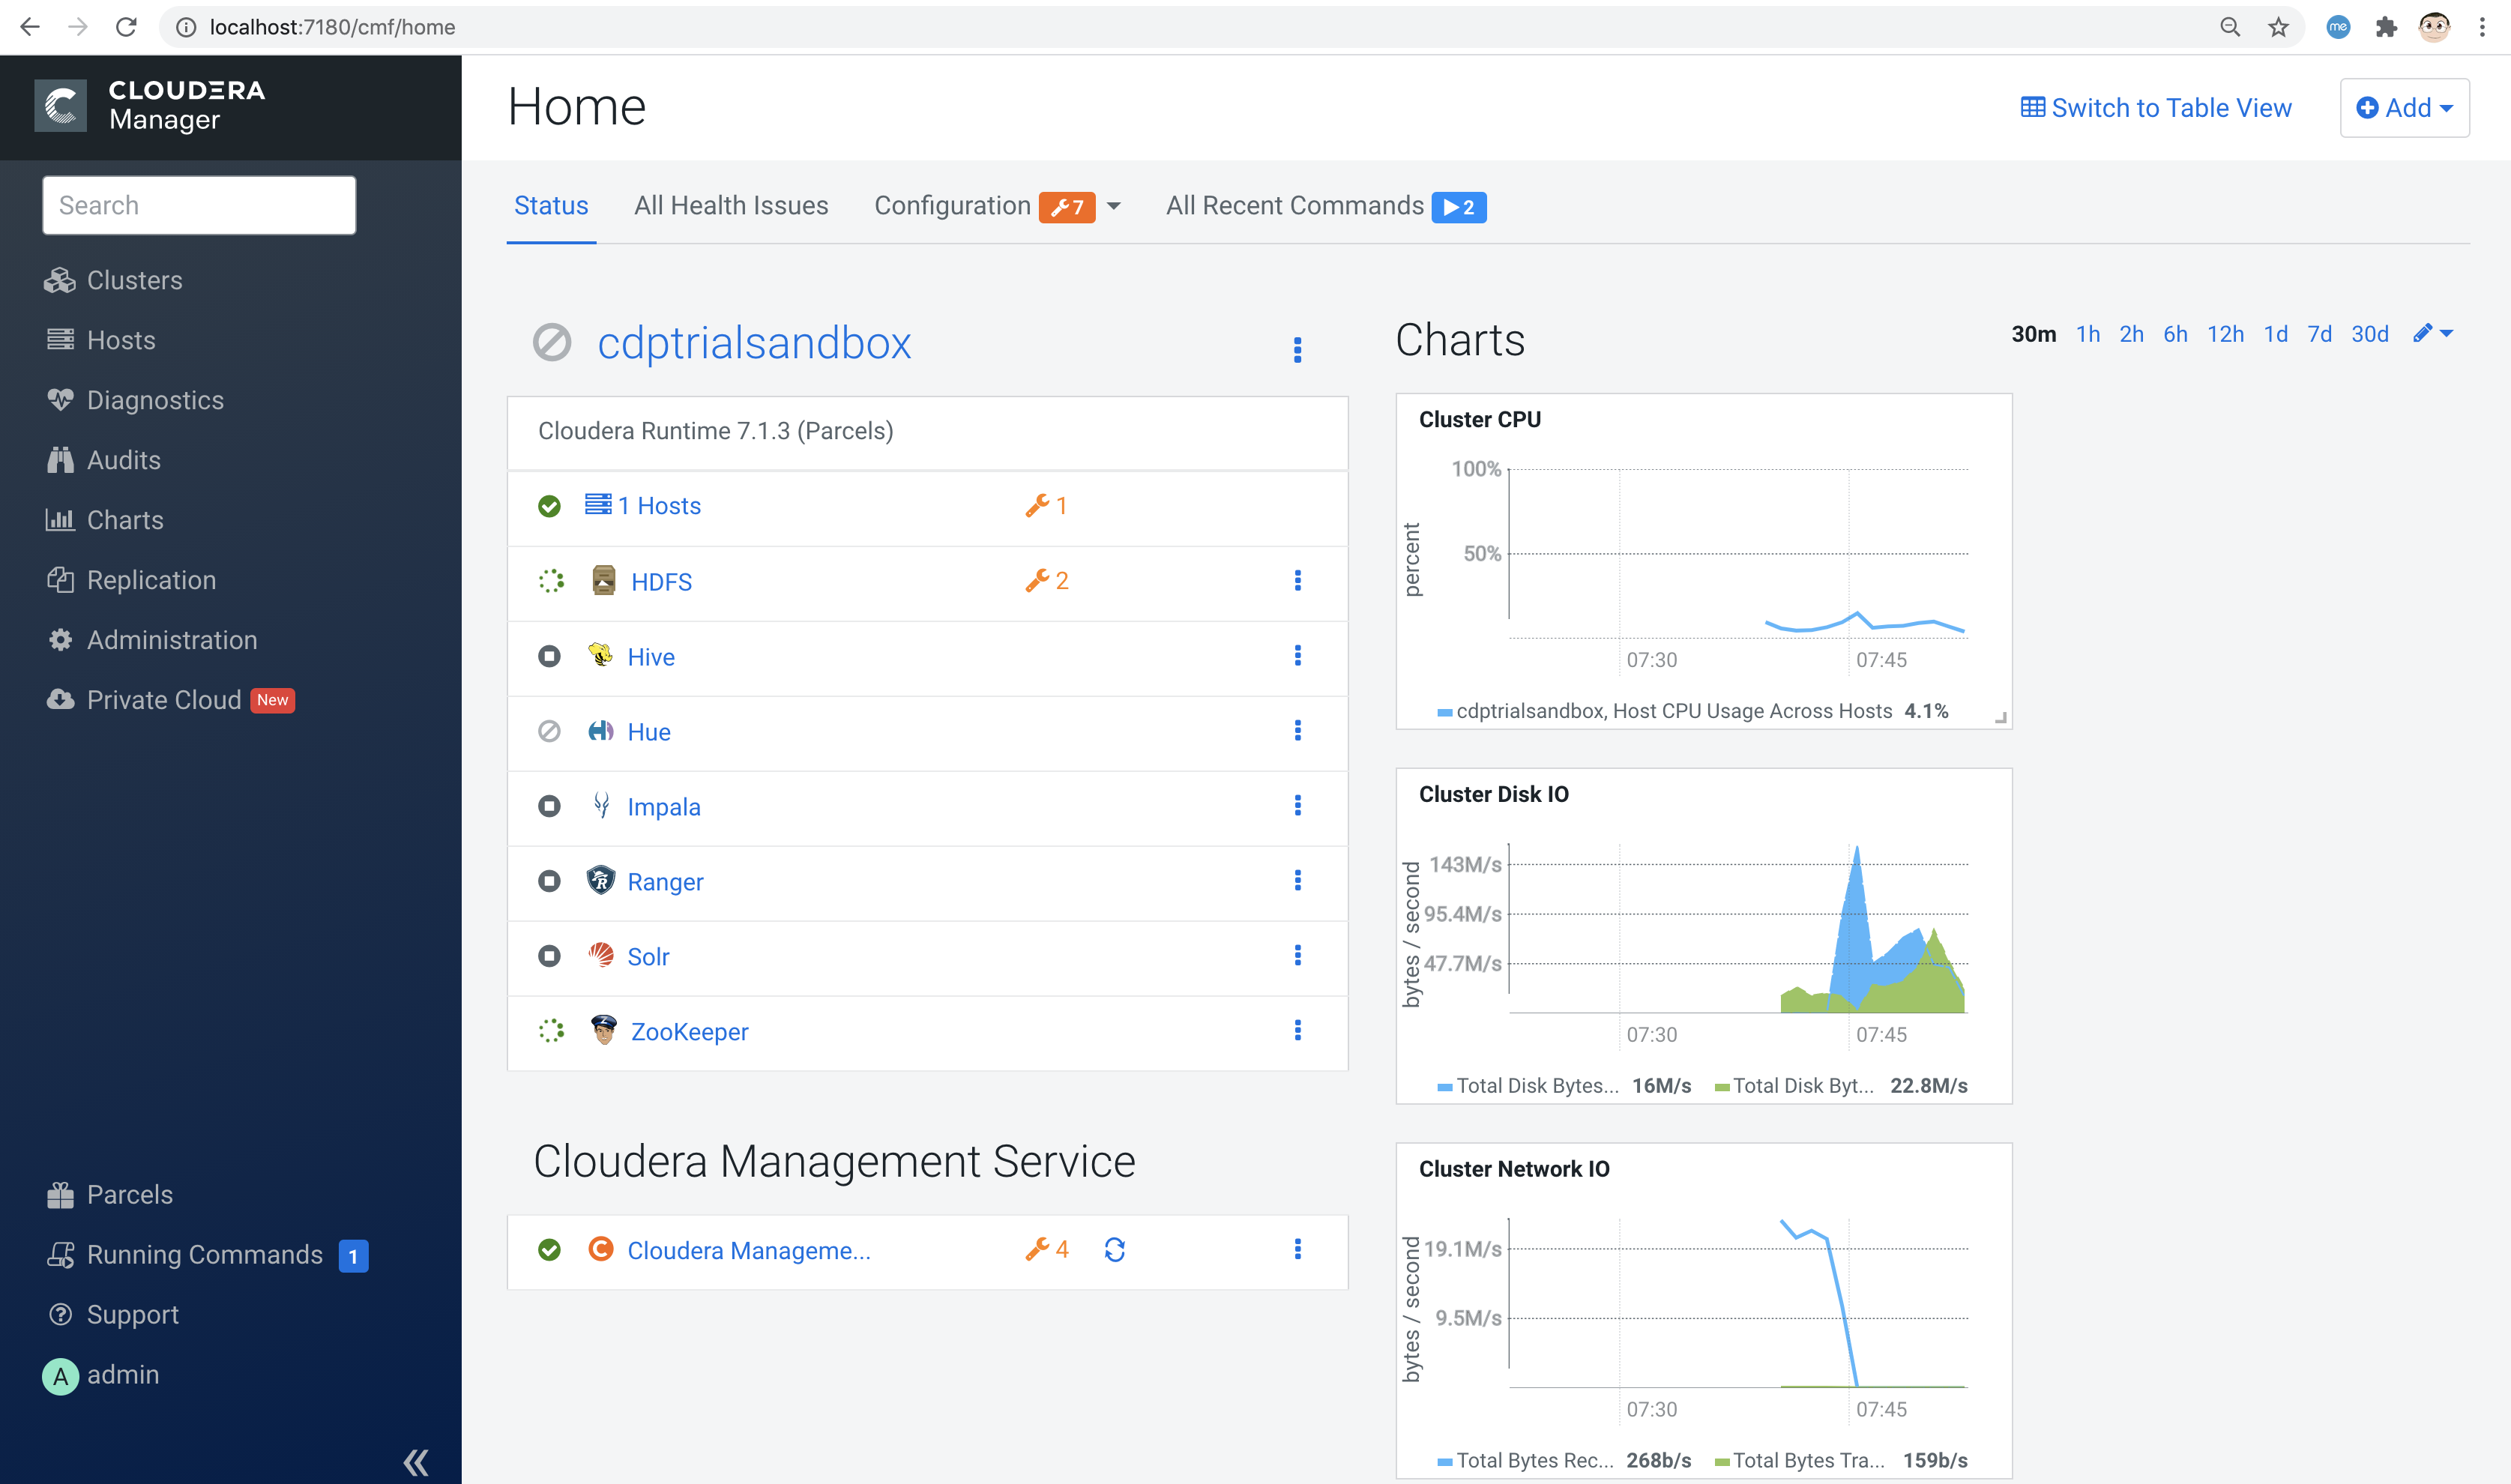 localhost:7180/cmf/home
me
CLOUDERA
Manager
Search
Clusters
Hosts
Diagnostics
Audits
Charts
Replication
Administration
Private Cloud New
Parcels
Running Commands 1
Support
A admin
Home
Switch to Table View
Add
Status
All Health Issues
Configuration 7
All Recent Commands 2
cdptrialsandbox
Cloudera Runtime 7.1.3 (Parcels)
1 Hosts 1
HDFS 2
Hive
Hue
Impala
Ranger
Solr
ZooKeeper
Cloudera Management Service
Cloudera Manageme... 4
Charts
30m 1h 2h 6h 12h 1d 7d 30d
Cluster CPU
percent
100%
50%
07:30 07:45
cdptrialsandbox, Host CPU Usage Across Hosts 4.1%
Cluster Disk IO
bytes / second
143M/s
95.4M/s
47.7M/s
07:30 07:45
Total Disk Bytes... 16M/s Total Disk Byt... 22.8M/s
Cluster Network IO
bytes / second
19.1M/s
9.5M/s
07:30 07:45
Total Bytes Rec... 268b/s Total Bytes Tra... 159b/s